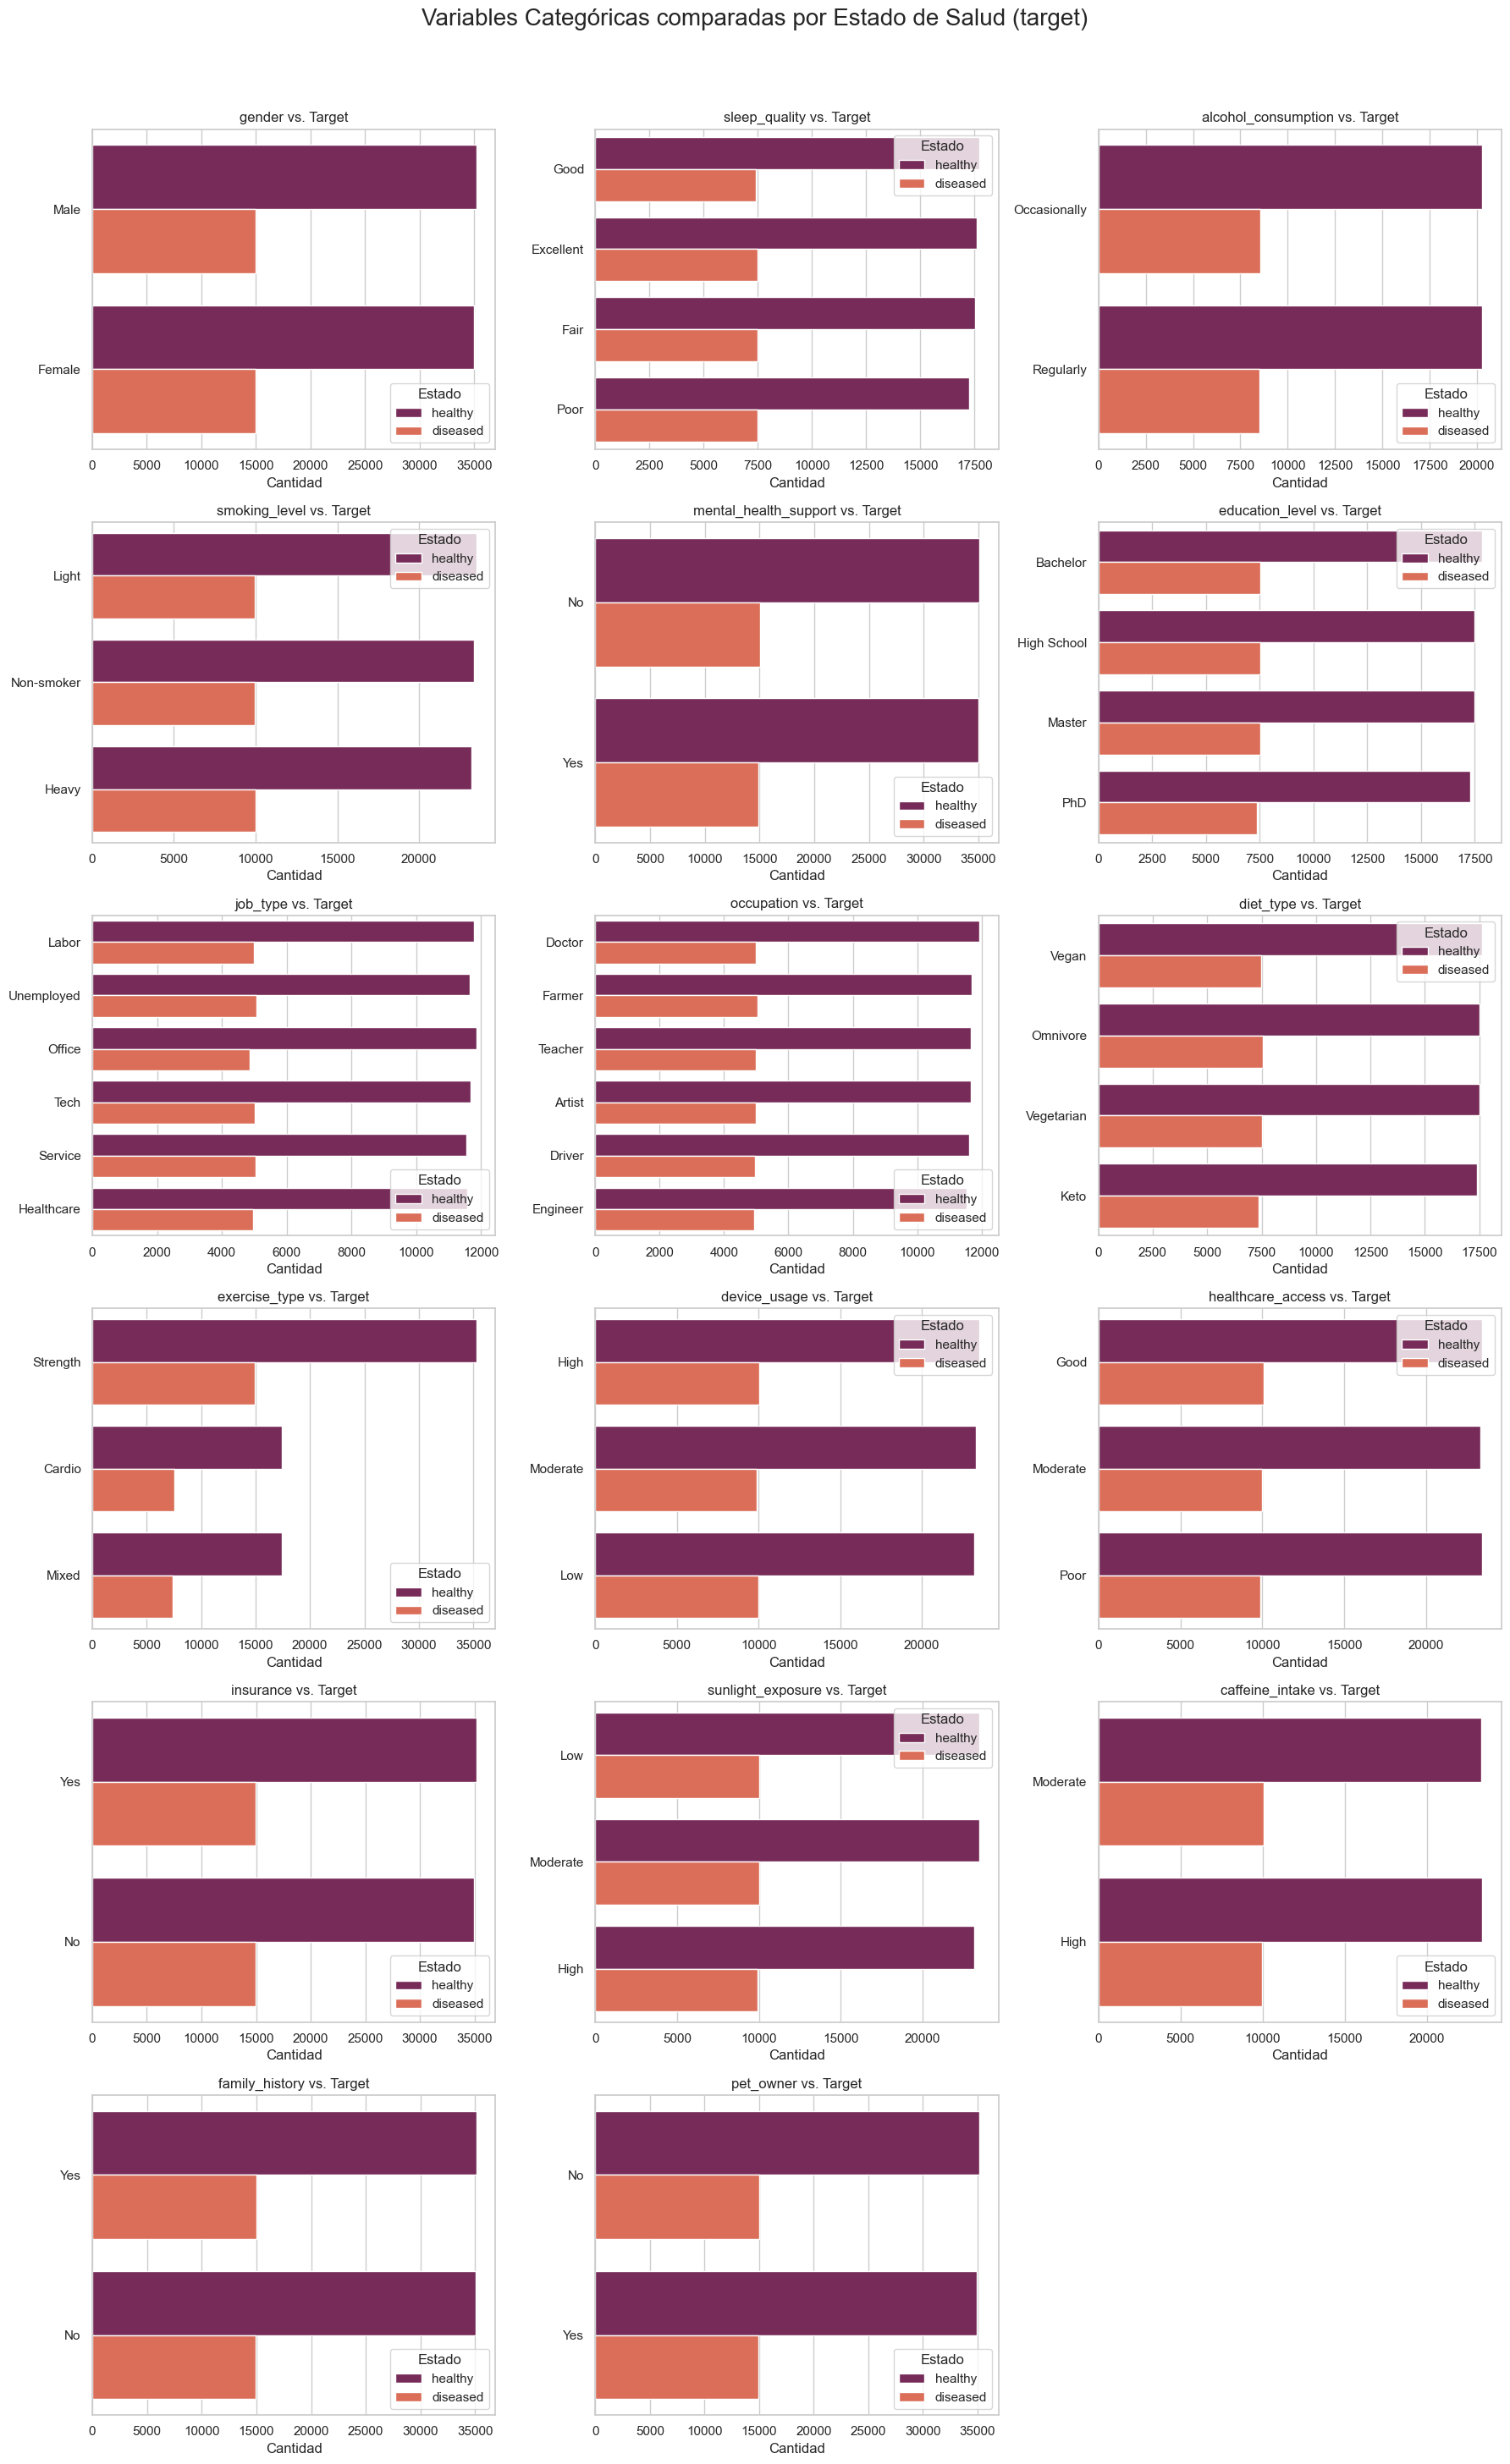 Variables Categóricas comparadas por Estado de Salud (target)
gender vs. Target
Male
Female
Estado
healthy
diseased
0 5000 10000 15000 20000 25000 30000 35000
Cantidad
sleep_quality vs. Target
Estado
healthy
diseased
Good
Excellent
Fair
Poor
0 2500 5000 7500 10000 12500 15000 17500
Cantidad
alcohol_consumption vs. Target
Occasionally
Regularly
Estado
healthy
diseased
0 2500 5000 7500 10000 12500 15000 17500 20000
Cantidad
smoking_level vs. Target
Estado
healthy
diseased
Light
Non-smoker
Heavy
0 5000 10000 15000 20000
Cantidad
mental_health_support vs. Target
No
Yes
Estado
healthy
diseased
0 5000 10000 15000 20000 25000 30000 35000
Cantidad
education_level vs. Target
Estado
healthy
diseased
Bachelor
High School
Master
PhD
0 2500 5000 7500 10000 12500 15000 17500
Cantidad
job_type vs. Target
Labor
Unemployed
Office
Tech
Service
Healthcare
Estado
healthy
diseased
0 2000 4000 6000 8000 10000 12000
Cantidad
occupation vs. Target
Doctor
Farmer
Teacher
Artist
Driver
Engineer
Estado
healthy
diseased
0 2000 4000 6000 8000 10000 12000
Cantidad
diet_type vs. Target
Estado
healthy
diseased
Vegan
Omnivore
Vegetarian
Keto
0 2500 5000 7500 10000 12500 15000 17500
Cantidad
exercise_type vs. Target
Strength
Cardio
Mixed
Estado
healthy
diseased
0 5000 10000 15000 20000 25000 30000 35000
Cantidad
device_usage vs. Target
Estado
healthy
diseased
High
Moderate
Low
0 5000 10000 15000 20000
Cantidad
healthcare_access vs. Target
Estado
healthy
diseased
Good
Moderate
Poor
0 5000 10000 15000 20000
Cantidad
insurance vs. Target
Yes
No
Estado
healthy
diseased
0 5000 10000 15000 20000 25000 30000 35000
Cantidad
sunlight_exposure vs. Target
Estado
healthy
diseased
Low
Moderate
High
0 5000 10000 15000 20000
Cantidad
caffeine_intake vs. Target
Moderate
High
Estado
healthy
diseased
0 5000 10000 15000 20000
Cantidad
family_history vs. Target
Yes
No
Estado
healthy
diseased
0 5000 10000 15000 20000 25000 30000 35000
Cantidad
pet_owner vs. Target
No
Yes
Estado
healthy
diseased
0 5000 10000 15000 20000 25000 30000 35000
Cantidad